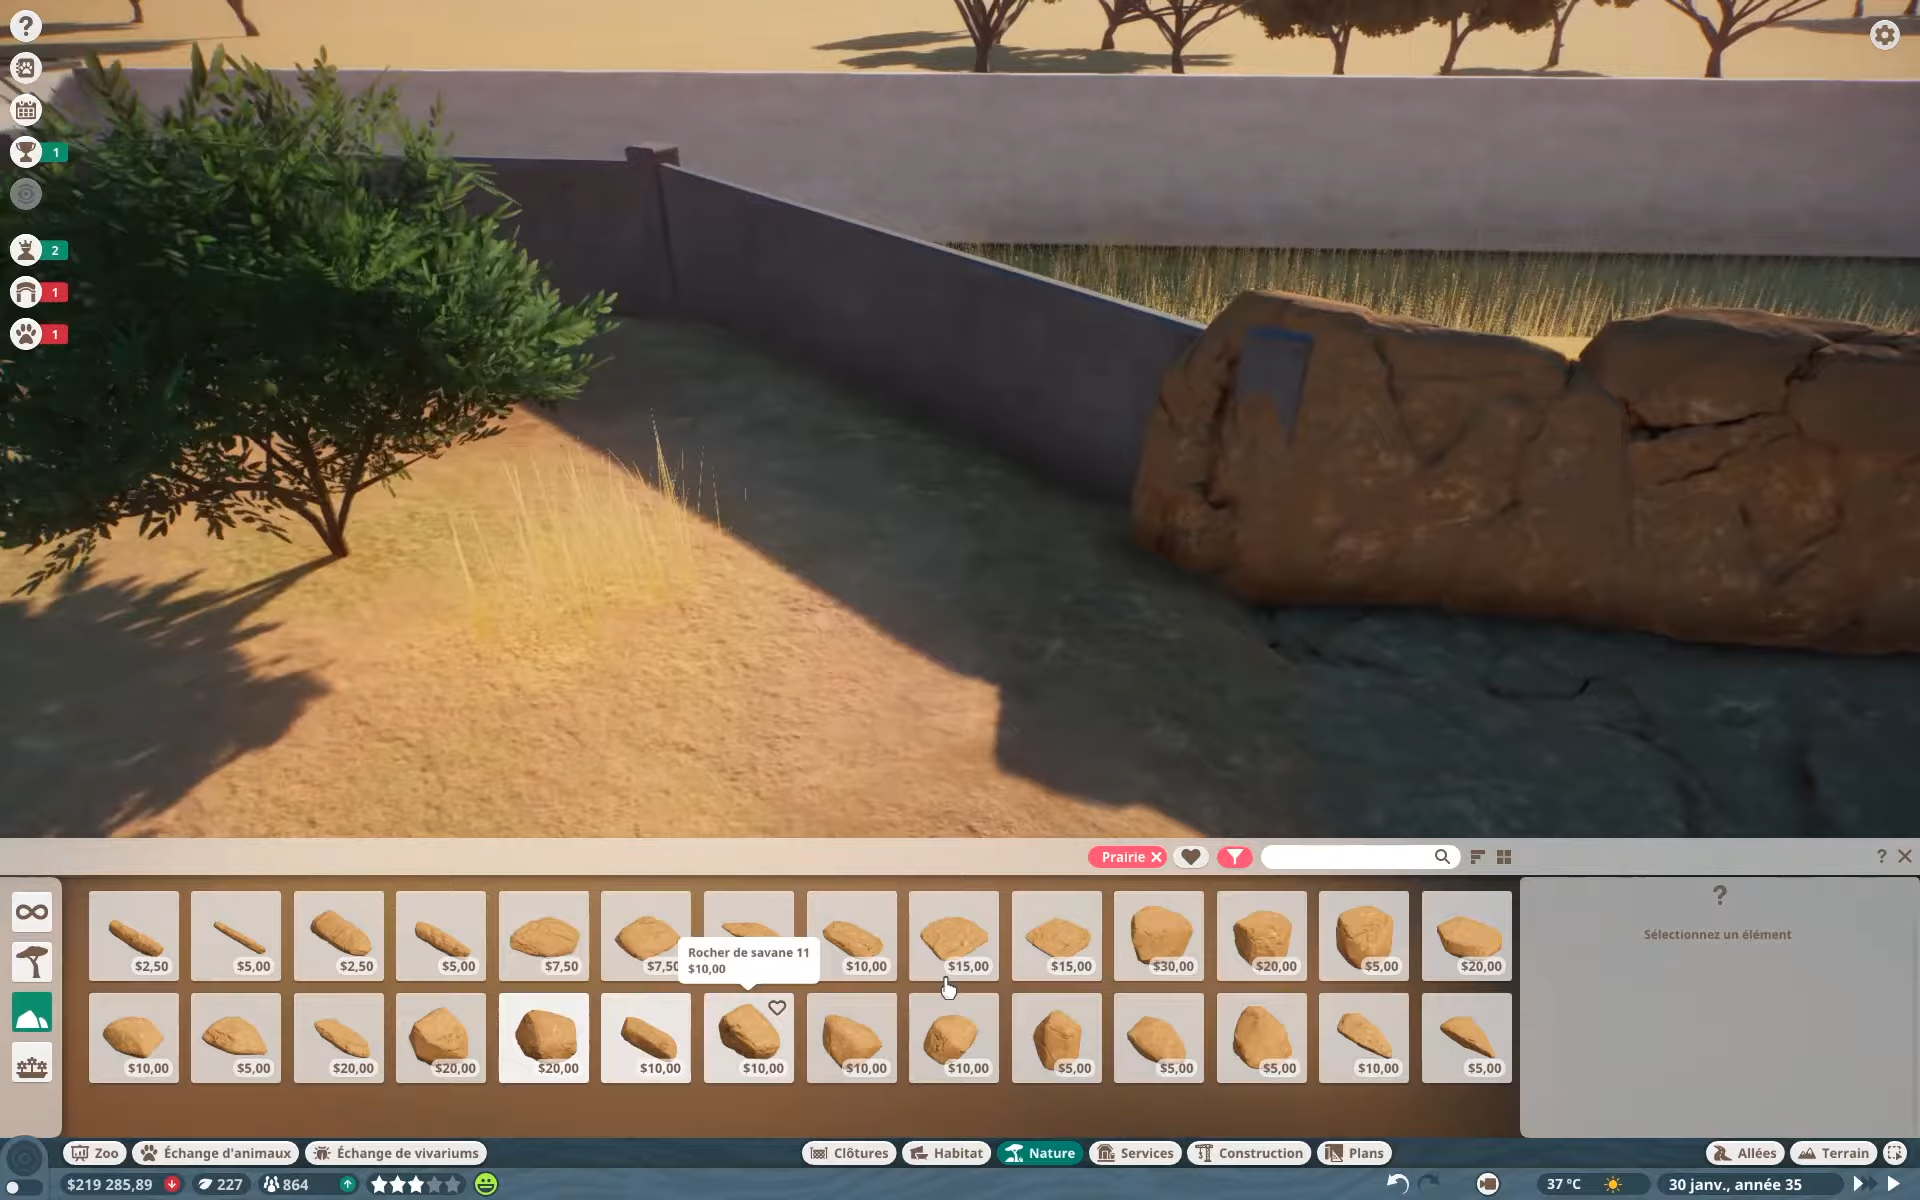 1
2
1
1
Prairie
?
$2,50
$5,00
$2,50
$5,00
$7,50
$7,50
$10,00
$15,00
$15,00
$30,00
$20,00
$5,00
$20,00
Rocher de savane 11
$10,00
$10,00
$5,00
$20,00
$20,00
$20,00
$10,00
$10,00
$10,00
$10,00
$5,00
$5,00
$5,00
$10,00
$5,00
?
Sélectionnez un élément
Zoo
Échange d'animaux
Échange de vivariums
Clôtures
Habitat
Nature
Services
Construction
Plans
Allées
Terrain
$219 285,89
227
864
37 °C
30 janv., année 35